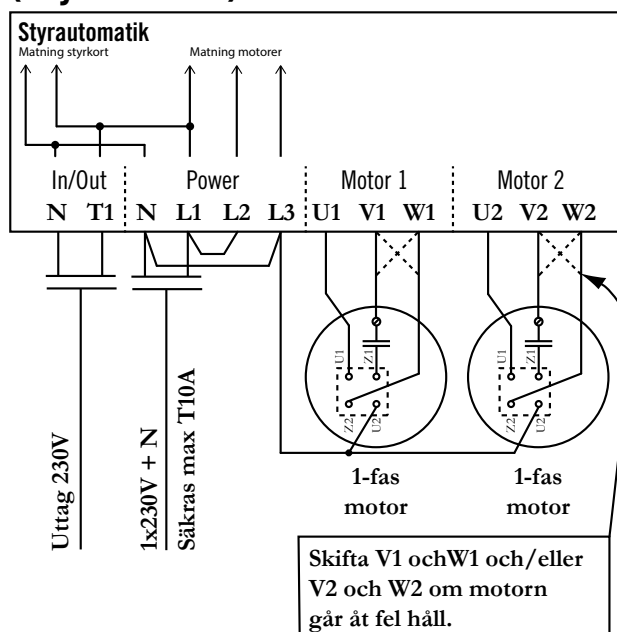 Styrautomatik
Matning styrkort Matning motorer
In/Out Power Motor 1 Motor 2
N T1 N L1 L2 L3 U1 V1 W1 U2 V2 W2
U1 Z1 U1 Z1
Z2 U2 Z2 U2
Uttag 230V
1x230V + N
Säkras max T10A
1-fas
motor
1-fas
motor
Skifta V1 ochW1 och/eller
V2 och W2 om motorn
går åt fel håll.